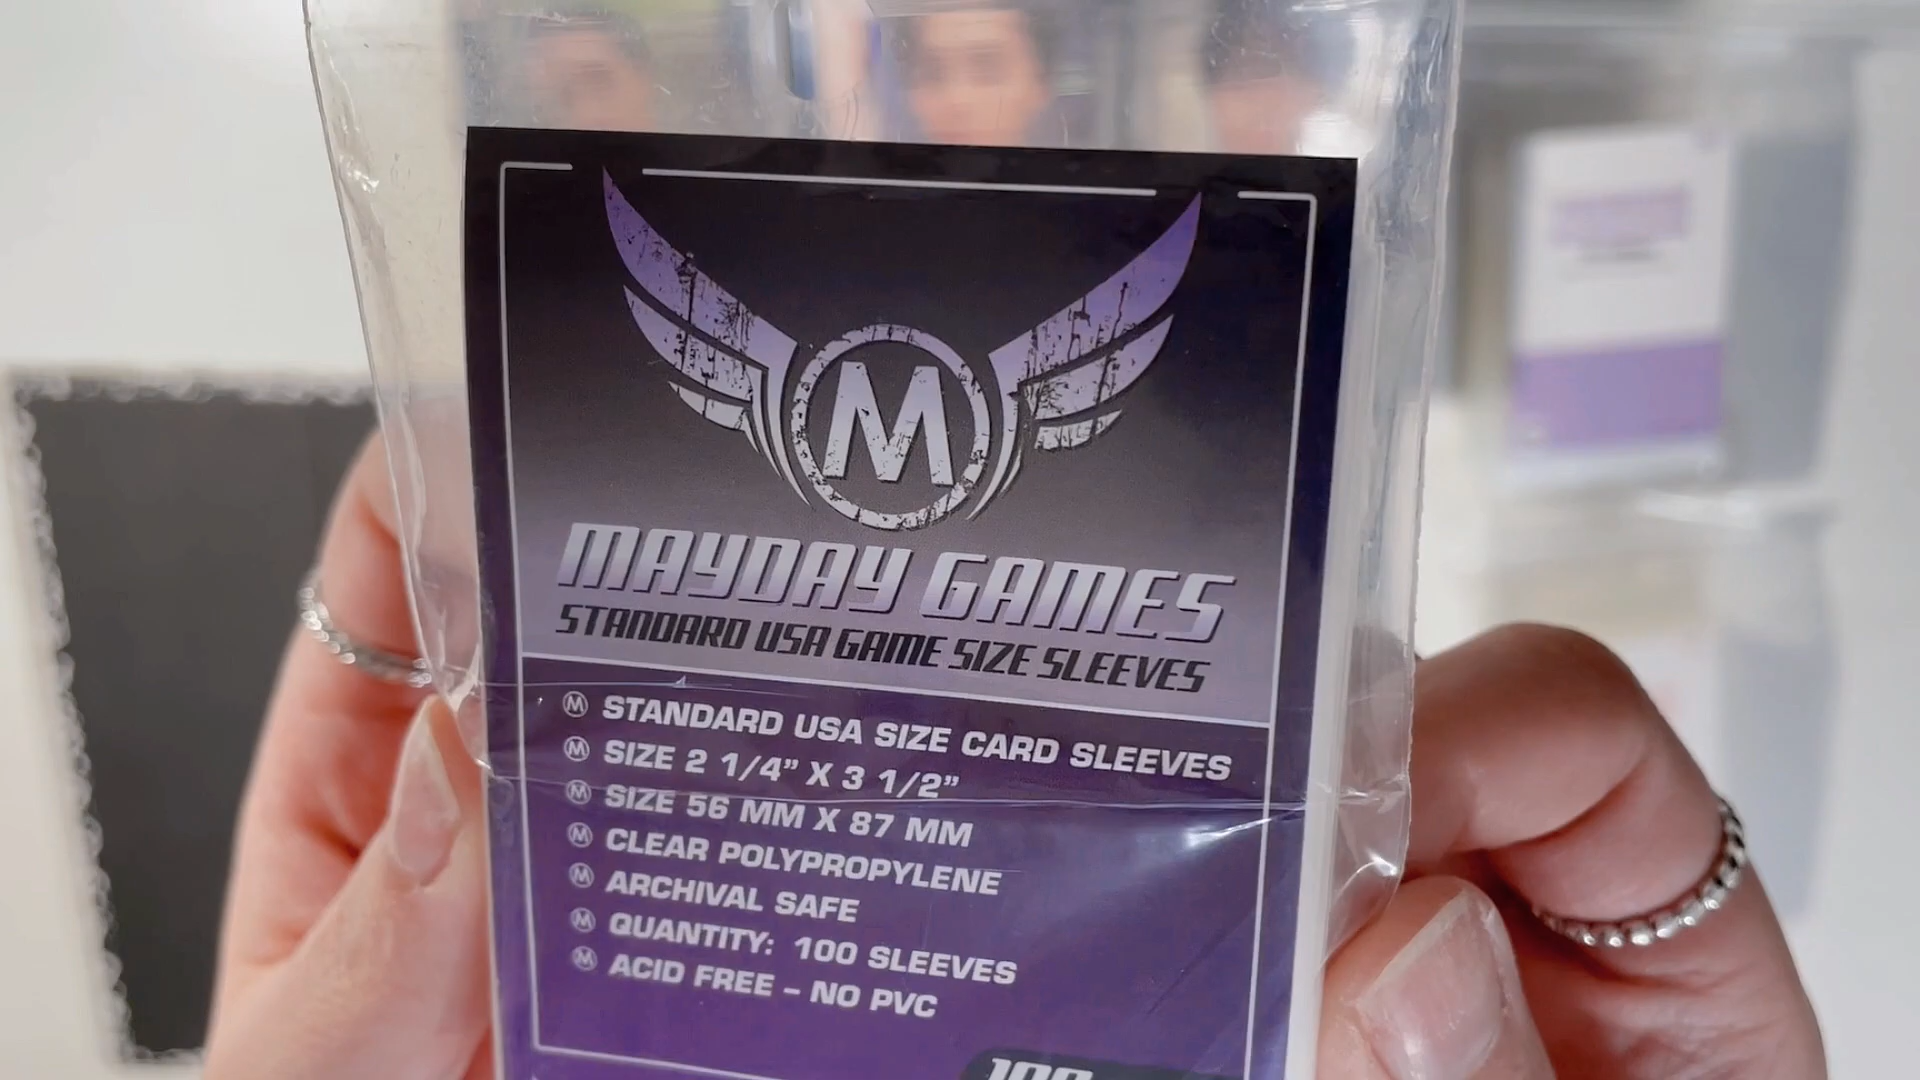 M
MAYDAY GAMES
STANDARD USA GAME SIZE SLEEVES
STANDARD USA SIZE CARD SLEEVES
SIZE 2 1/4” X 3 1/2”
SIZE 56 MM X 87 MM
CLEAR POLYPROPYLENE
ARCHIVAL SAFE
QUANTITY: 100 SLEEVES
ACID FREE – NO PVC
100